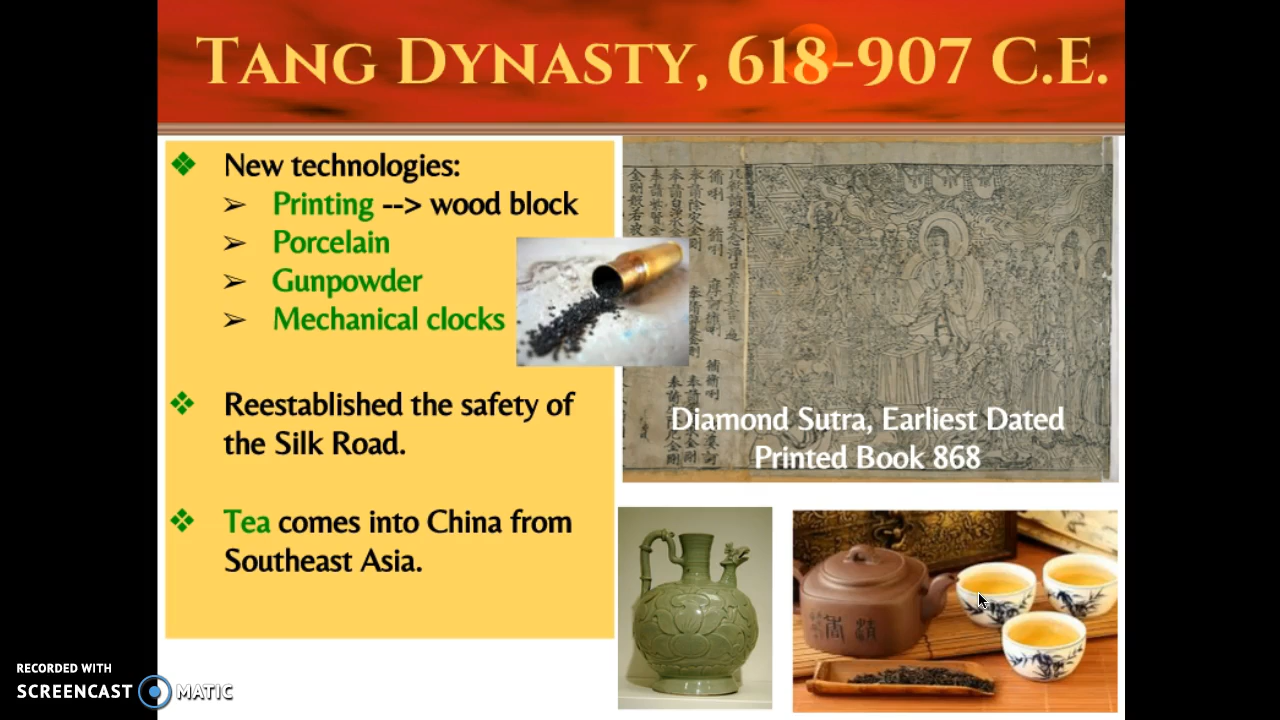 TANG DYNASTY, 618-907 C.E.
New technologies:
Printing --> wood block
Porcelain
Gunpowder
Mechanical clocks
Reestablished the safety of
the Silk Road.
Tea comes into China from
Southeast Asia.
Diamond Sutra, Earliest Dated
Printed Book 868
RECORDED WITH
SCREENCAST MATIC